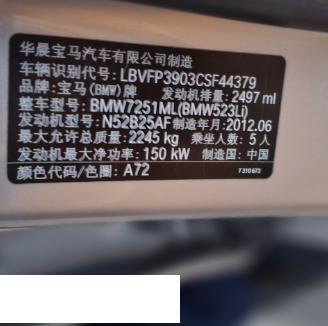 华晨宝马汽车有限公司制造
车辆识别代号: LBVFP3903CSF44379
品牌: 宝马(BMW)牌 发动机排量: 2497 ml
整车型号: BMW7251ML(BMW523Li)
发动机型号: N52B25AF 制造年月: 2012.06
最大允许总质量: 2245 kg 乘坐人数: 5 人
发动机最大净功率: 150 kW 制造国: 中国
颜色代码/色圈: A72 7 310 673